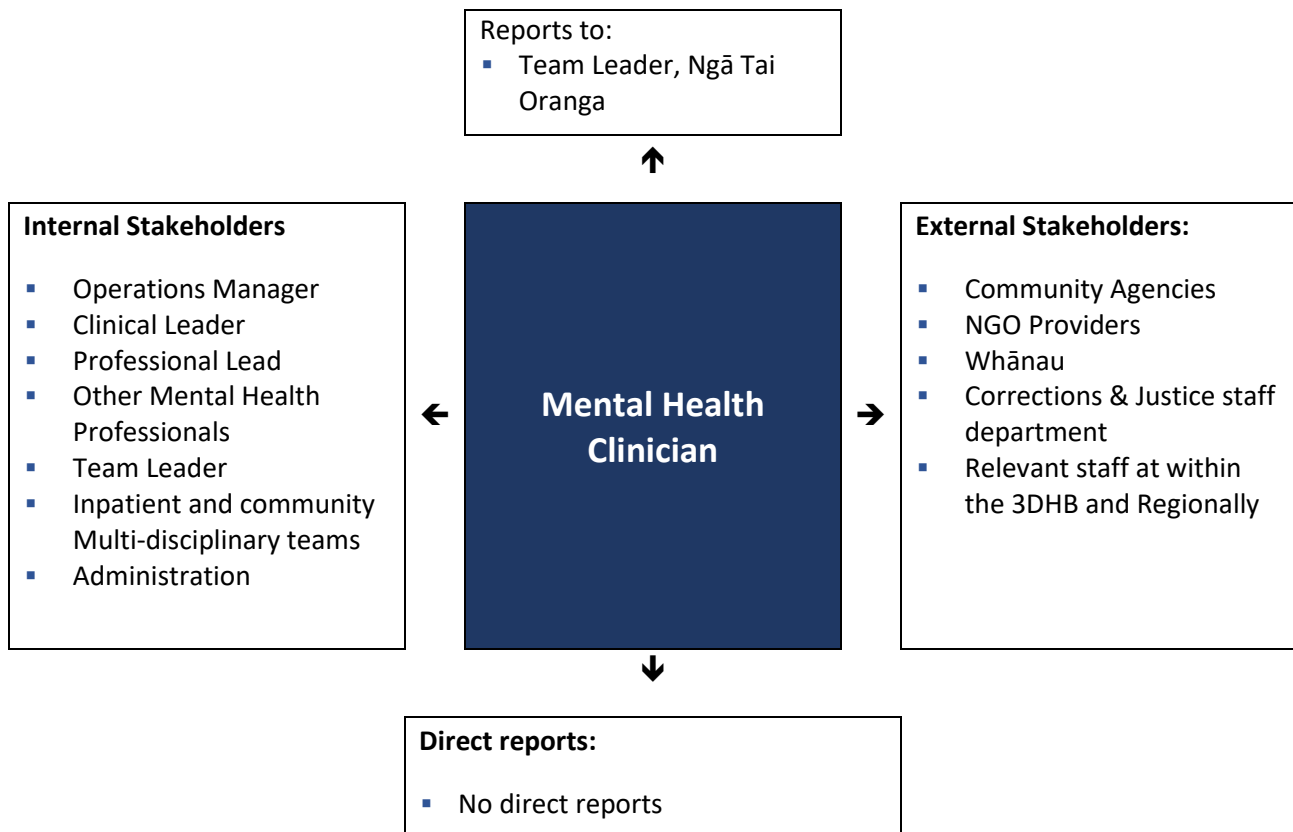 Reports to:
▪ Team Leader, Ngā Tai
Oranga
🡩
Internal Stakeholders
▪ Operations Manager
▪ Clinical Leader
▪ Professional Lead
▪ Other Mental Health
Professionals
▪ Team Leader
▪ Inpatient and community
Multi-disciplinary teams
▪ Administration
🡨
Mental Health
Clinician
🡪
External Stakeholders:
▪ Community Agencies
▪ NGO Providers
▪ Whānau
▪ Corrections & Justice staff
department
▪ Relevant staff at within
the 3DHB and Regionally
🡫
Direct reports:
▪ No direct reports